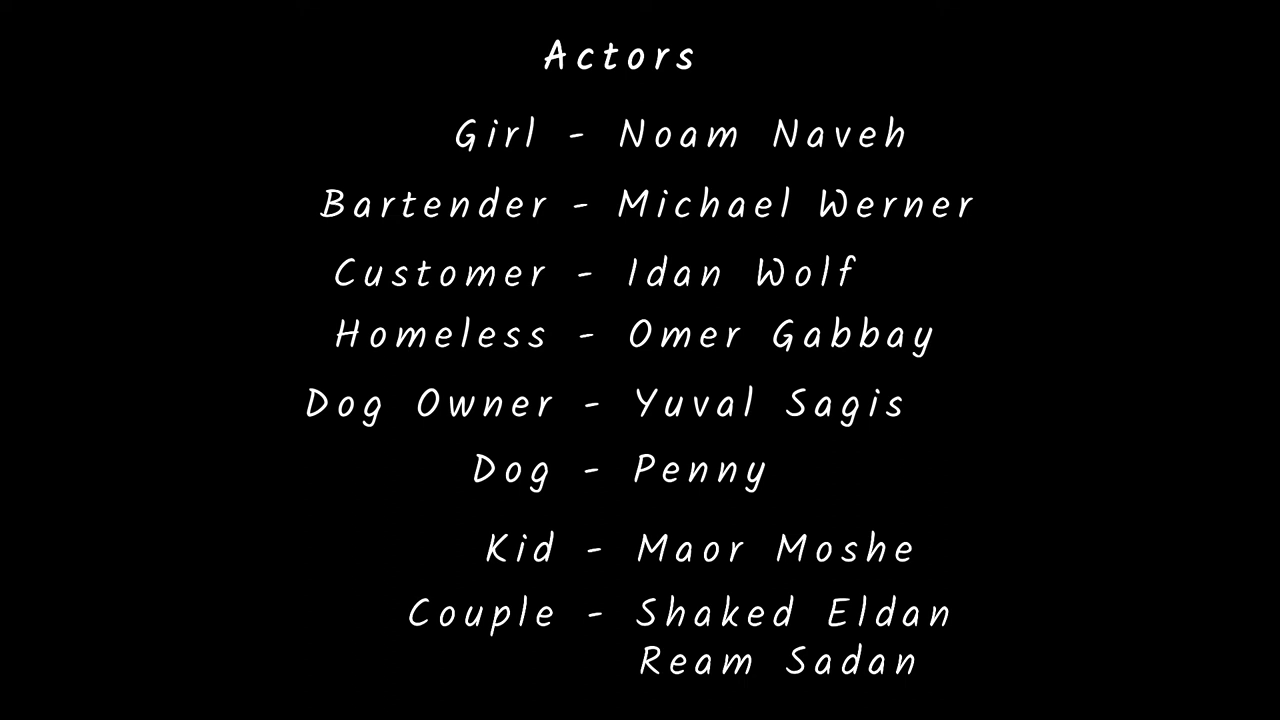 Actors
Girl - Noam Naveh
Bartender - Michael Werner
Customer - Idan Wolf
Homeless - Omer Gabbay
Dog Owner - Yuval Sagis
Dog - Penny
Kid - Maor Moshe
Couple - Shaked Eldan
Ream Sadan